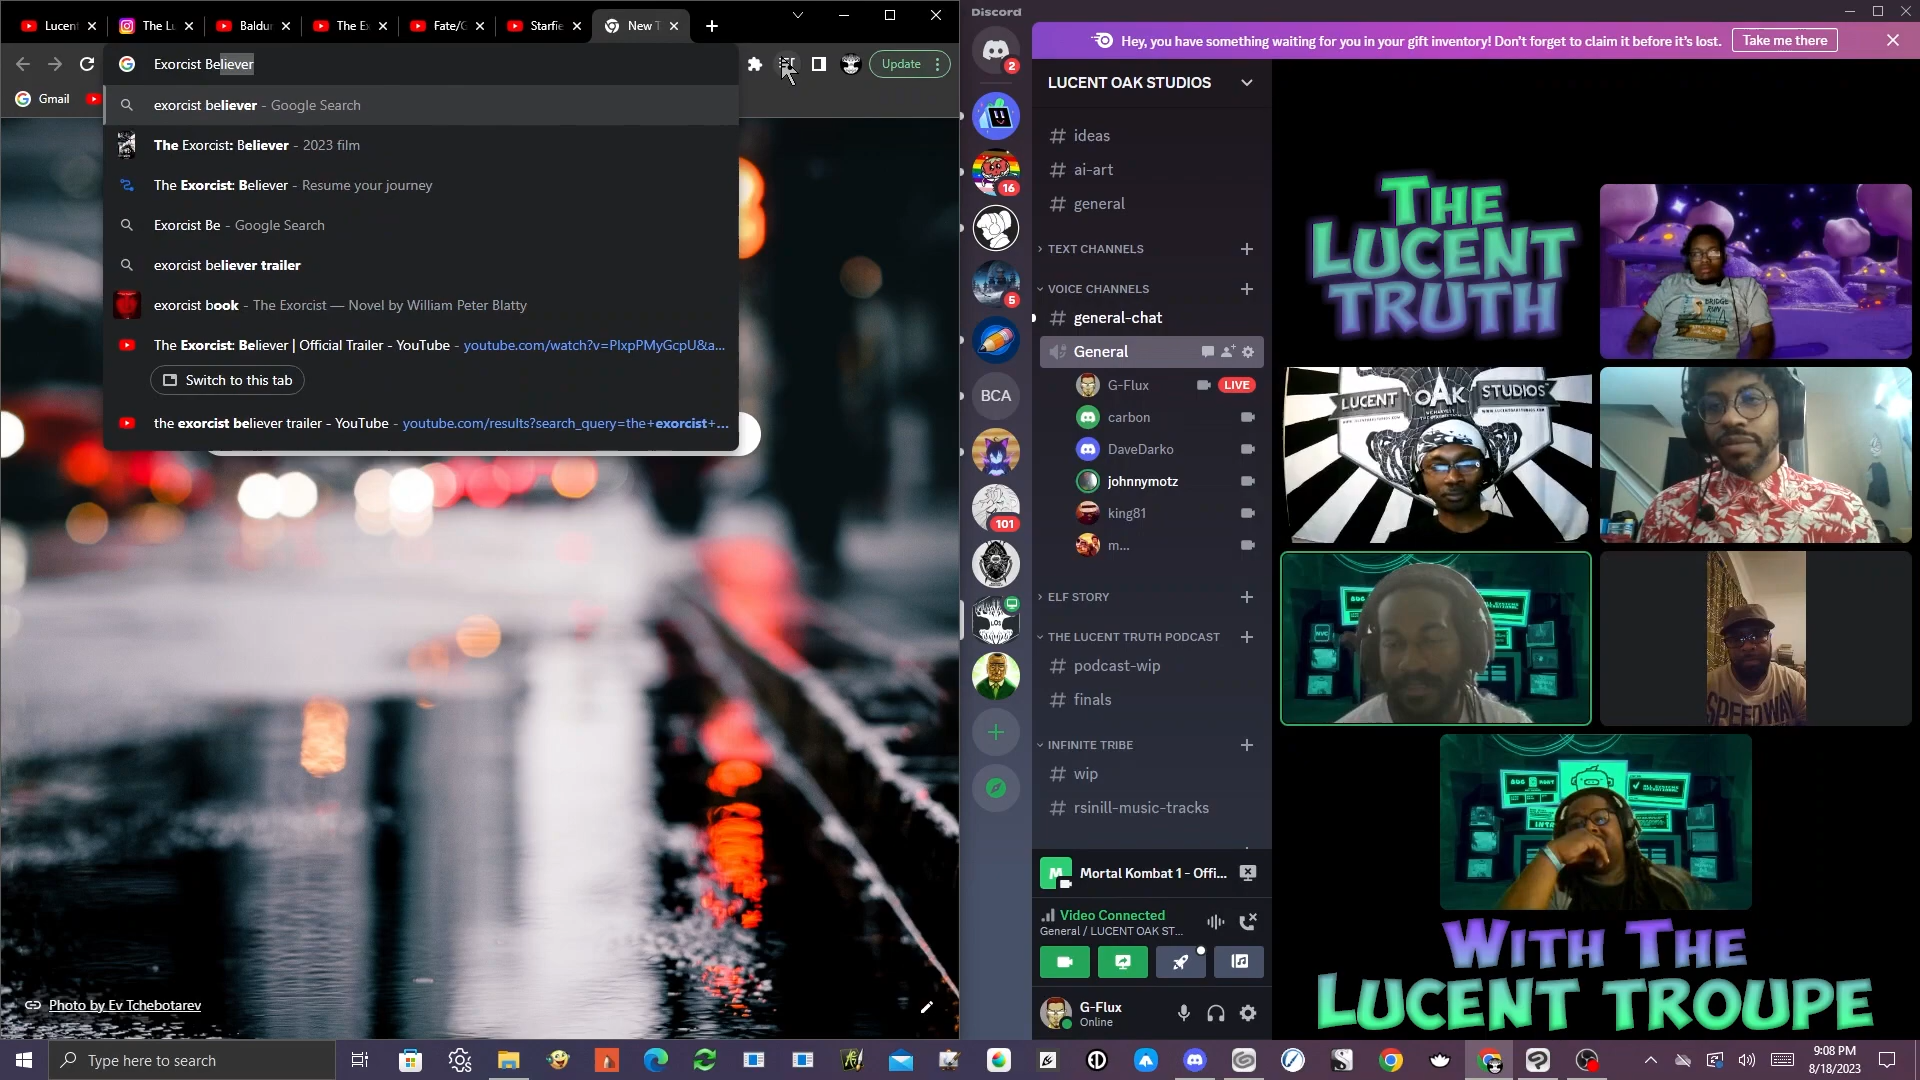 Lucent
The Lu
Baldur
The Ex
Fate/G
Starfie
New T
Exorcist Believer
Update
Gmail
exorcist believer - Google Search
The Exorcist: Believer - 2023 film
The Exorcist: Believer - Resume your journey
Exorcist Be - Google Search
exorcist believer trailer
exorcist book - The Exorcist — Novel by William Peter Blatty
The Exorcist: Believer | Official Trailer - YouTube - youtube.com/watch?v=PIxpPMyGcpU&a...
Switch to this tab
the exorcist believer trailer - YouTube - youtube.com/results?search_query=the+exorcist+...
Photo by Ev Tchebotarev
Discord
Hey, you have something waiting for you in your gift inventory! Don't forget to claim it before it's lost.
Take me there
2
16
5
BCA
101
LOS
LUCENT OAK STUDIOS
# ideas
# ai-art
# general
TEXT CHANNELS
VOICE CHANNELS
# general-chat
General
G-Flux
LIVE
carbon
DaveDarko
johnnymotz
king81
m...
ELF STORY
THE LUCENT TRUTH PODCAST
# podcast-wip
# finals
INFINITE TRIBE
# wip
# rsinill-music-tracks
M
Mortal Kombat 1 - Offi...
Video Connected
General / LUCENT OAK ST...
G-Flux
Online
THE
LUCENT
TRUTH
BRIDGE
RUN
LUCENT OAK STUDIOS
SPEEDWAY
WITH THE
LUCENT TROUPE
Type here to search
9:08 PM
8/18/2023